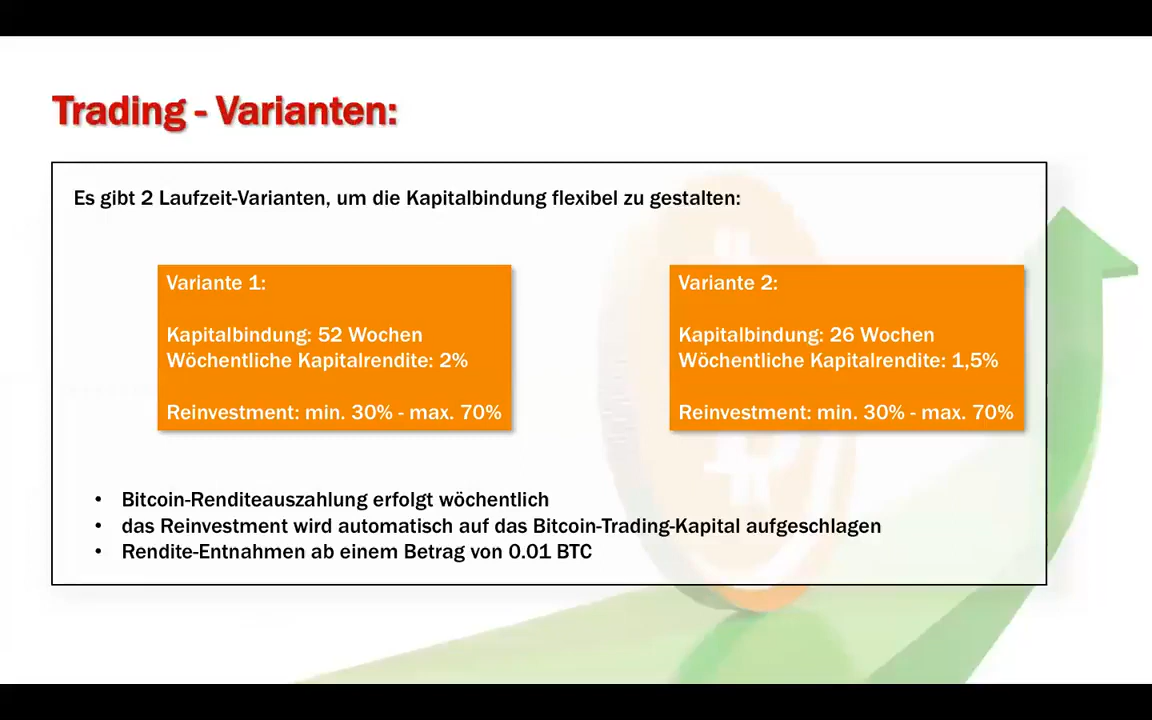 Trading - Varianten:
Es gibt 2 Laufzeit-Varianten, um die Kapitalbindung flexibel zu gestalten:
Variante 1:
Kapitalbindung: 52 Wochen
Wöchentliche Kapitalrendite: 2%
Reinvestment: min. 30% - max. 70%
Variante 2:
Kapitalbindung: 26 Wochen
Wöchentliche Kapitalrendite: 1,5%
Reinvestment: min. 30% - max. 70%
• Bitcoin-Renditeauszahlung erfolgt wöchentlich
• das Reinvestment wird automatisch auf das Bitcoin-Trading-Kapital aufgeschlagen
• Rendite-Entnahmen ab einem Betrag von 0.01 BTC